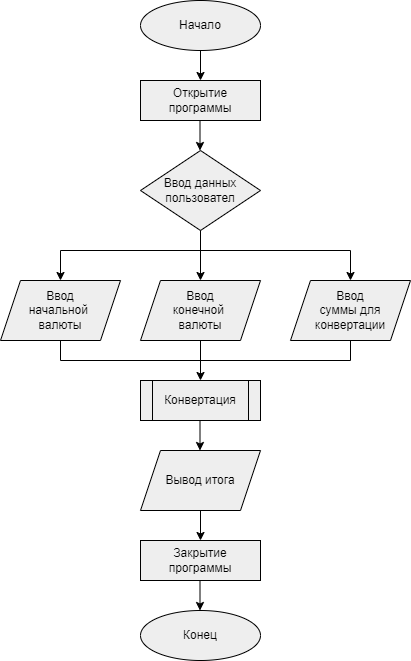 Начало
Открытие
программы
Ввод данных
пользовател
Ввод
начальной
валюты
Ввод
конечной
валюты
Ввод
суммы для
конвертации
Конвертация
Вывод итога
Закрытие
программы
Конец